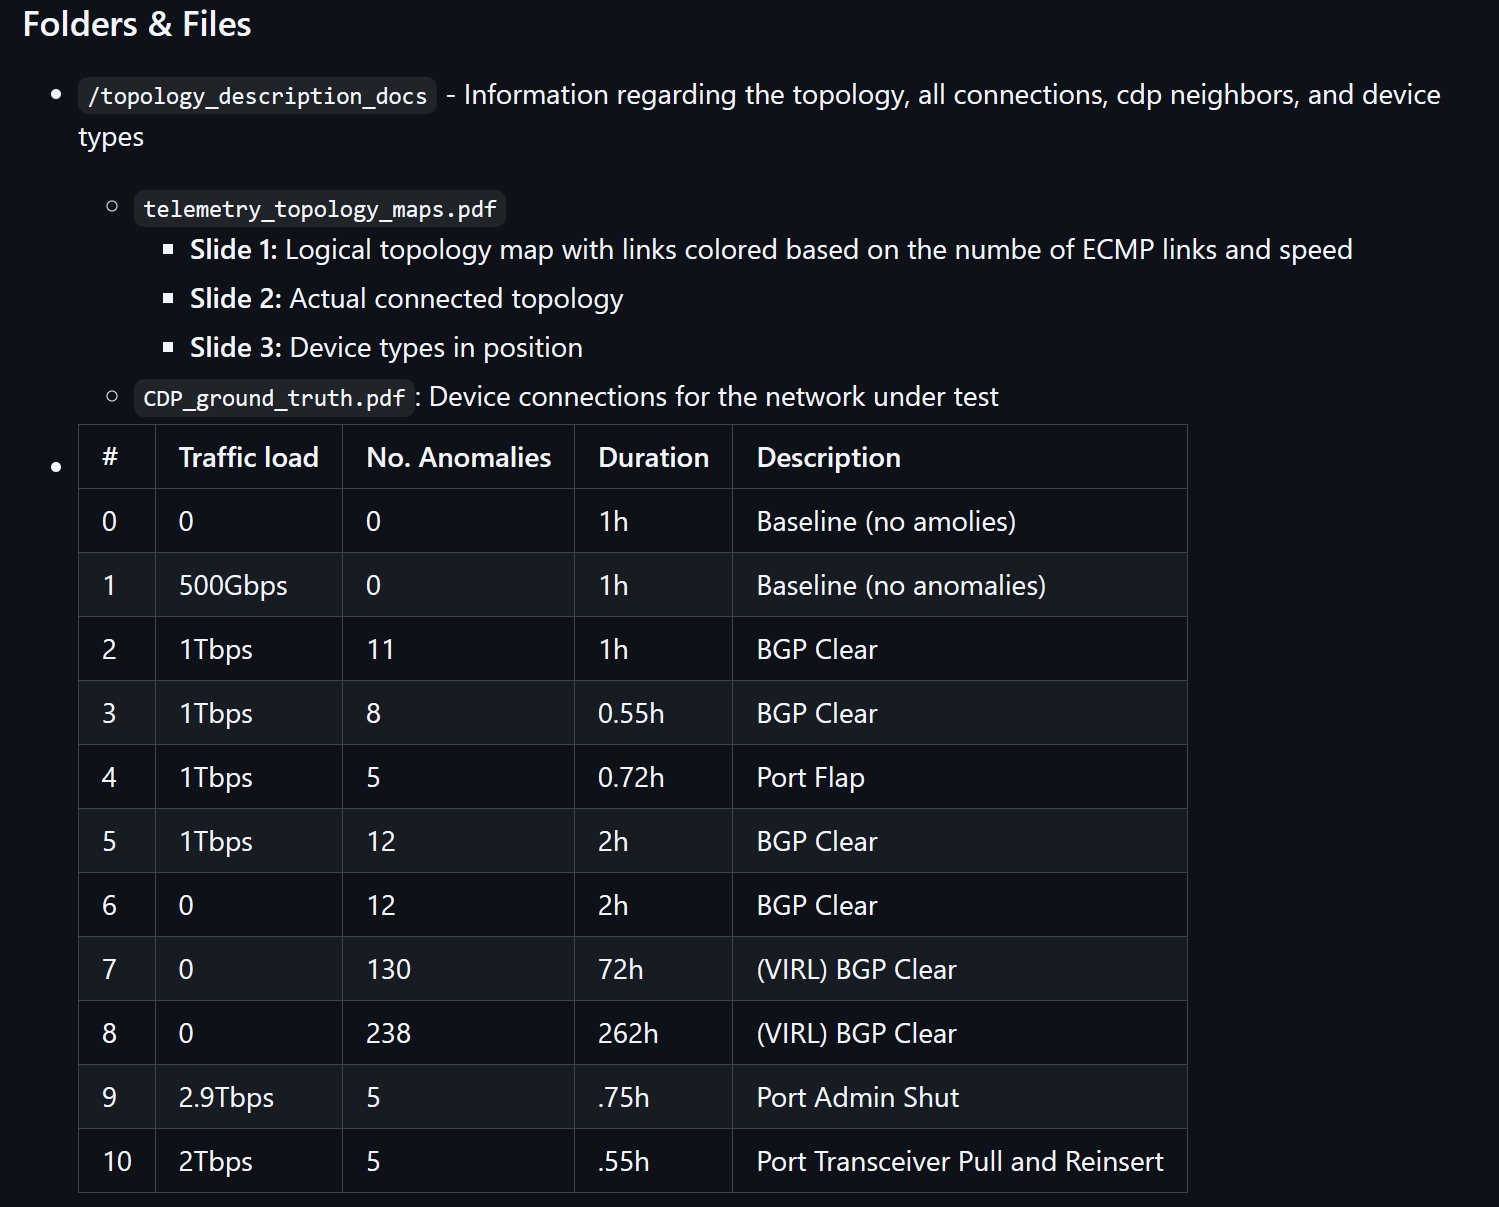 Folders & Files
/topology_description_docs - Information regarding the topology, all connections, cdp neighbors, and device
types
telemetry_topology_maps.pdf
Slide 1: Logical topology map with links colored based on the numbe of ECMP links and speed
Slide 2: Actual connected topology
Slide 3: Device types in position
CDP_ground_truth.pdf: Device connections for the network under test
# Traffic load No. Anomalies Duration Description
0 0 0 1h Baseline (no amolies)
1 500Gbps 0 1h Baseline (no anomalies)
2 1Tbps 11 1h BGP Clear
3 1Tbps 8 0.55h BGP Clear
4 1Tbps 5 0.72h Port Flap
5 1Tbps 12 2h BGP Clear
6 0 12 2h BGP Clear
7 0 130 72h (VIRL) BGP Clear
8 0 238 262h (VIRL) BGP Clear
9 2.9Tbps 5 .75h Port Admin Shut
10 2Tbps 5 .55h Port Transceiver Pull and Reinsert